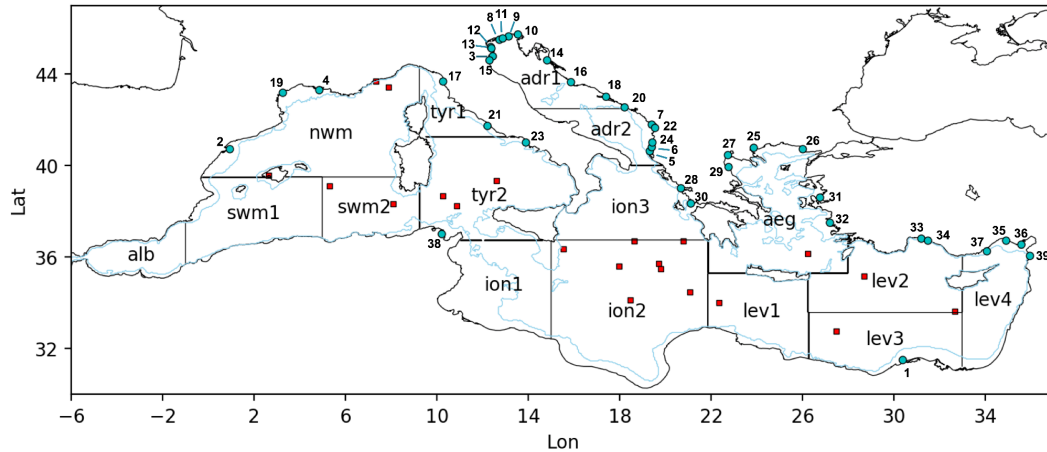 8 11 9
12 10
13
3 14
15 adr1
44 16
19 4 17 18
tyr1 20
nwm 21 adr2 7
22
2 23 24 27 25 26
6
40 5 29
28
swm1 swm2 tyr2 ion3 30 31
aeg 32
38 33 34 35 36
alb 37 39
36
ion1 lev2
ion2 lev1 lev4
lev3
32 1
−6 −2 2 6 10 14 18 22 26 30 34
Lon
Lat